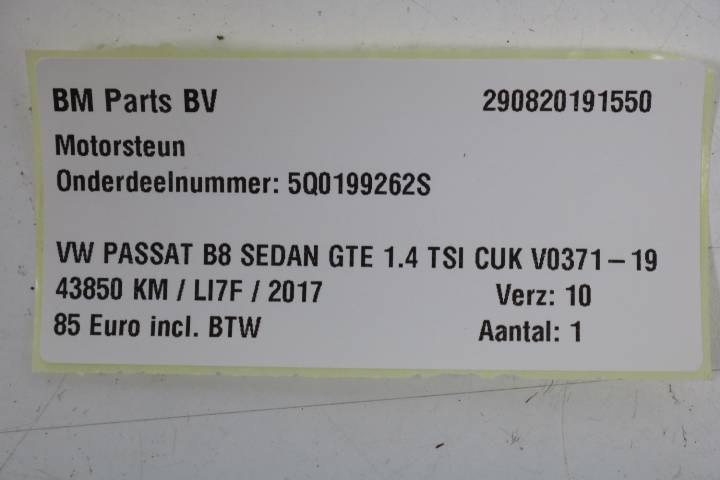 BM Parts BV 290820191550
Motorsteun
Onderdeelnummer: 5Q0199262S
VW PASSAT B8 SEDAN GTE 1.4 TSI CUK V0371-19
43850 KM / LI7F / 2017 Verz: 10
85 Euro incl. BTW Aantal: 1